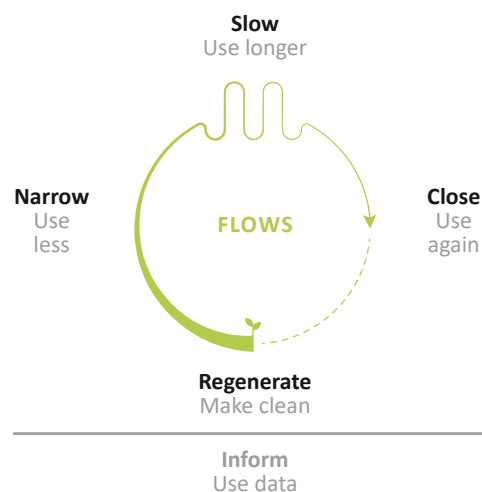 Slow
Use longer
Narrow
Use
less
FLOWS
Close
Use
again
Regenerate
Make clean
Inform
Use data